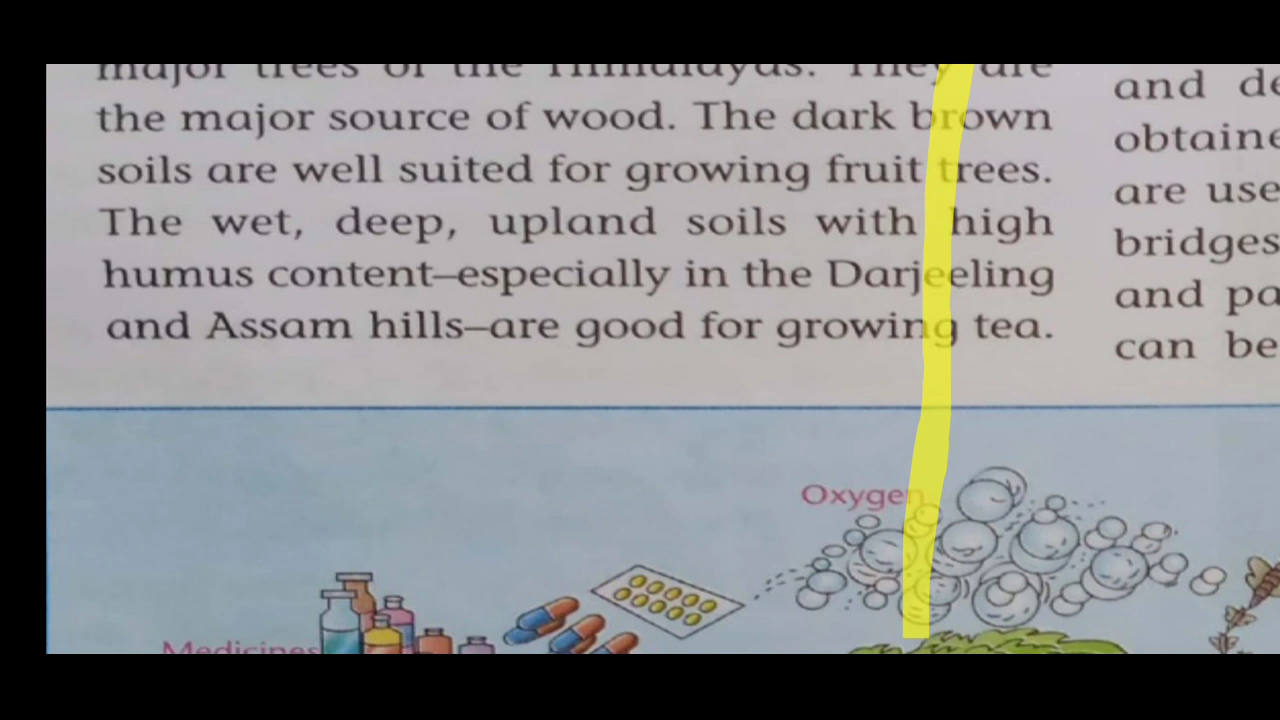 major trees of the Himalayas. They are
the major source of wood. The dark brown
soils are well suited for growing fruit trees.
The wet, deep, upland soils with high
humus content–especially in the Darjeeling
and Assam hills–are good for growing tea.
and
obtaine
are use
bridges
and
can be
Oxygen
Medicines